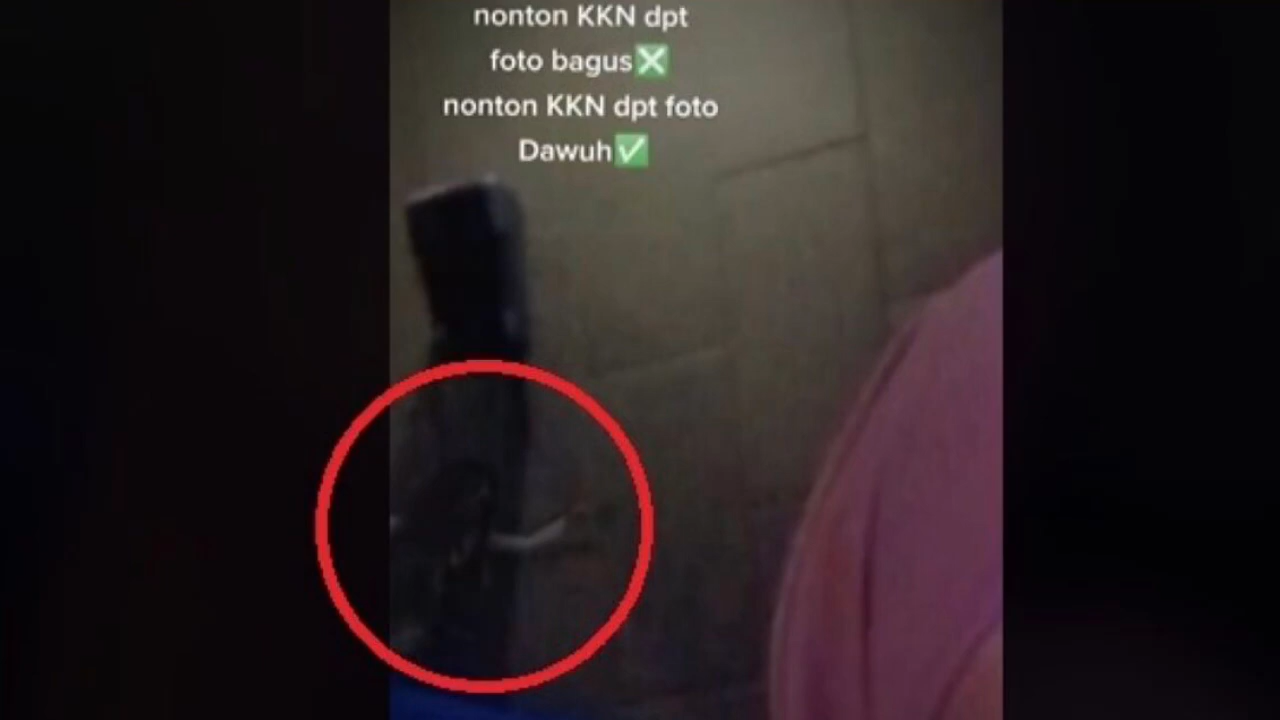 nonton KKN dpt
foto bagus❎
nonton KKN dpt foto
Dawuh✅